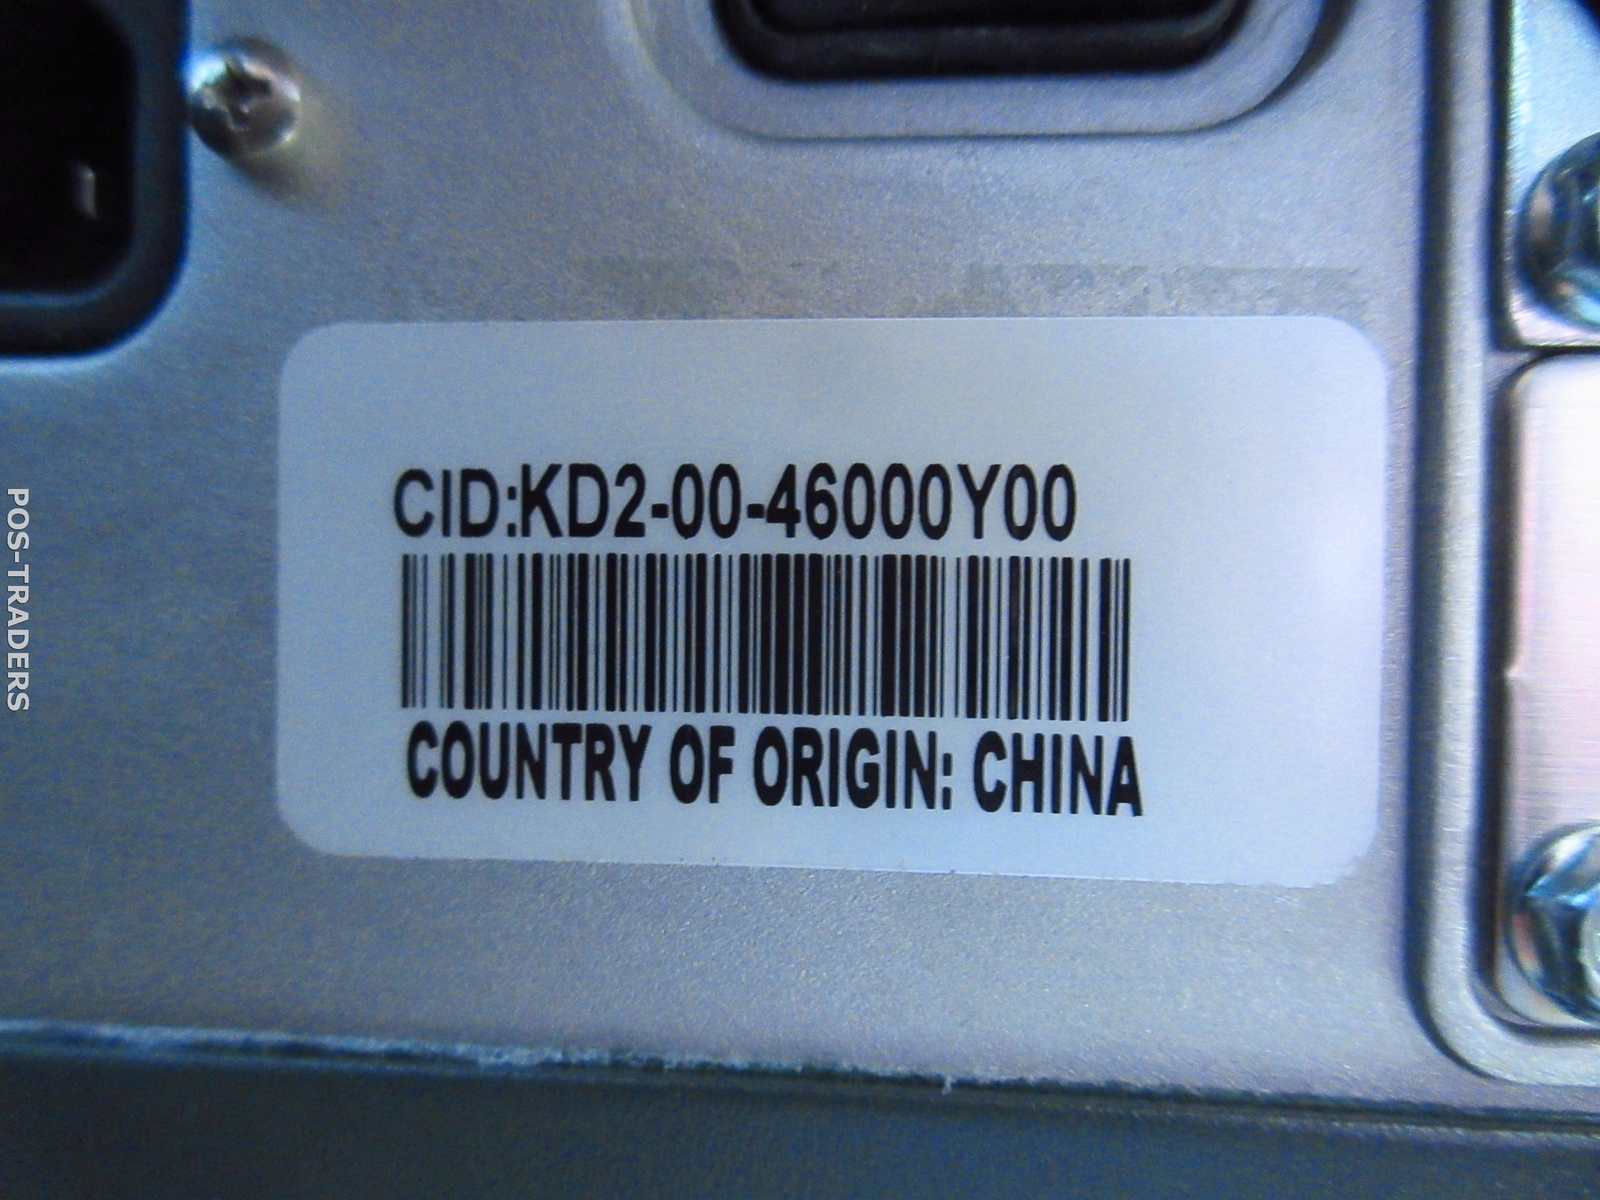 CID:KD2-00-46000Y00
COUNTRY OF ORIGIN: CHINA
POS-TRADERS